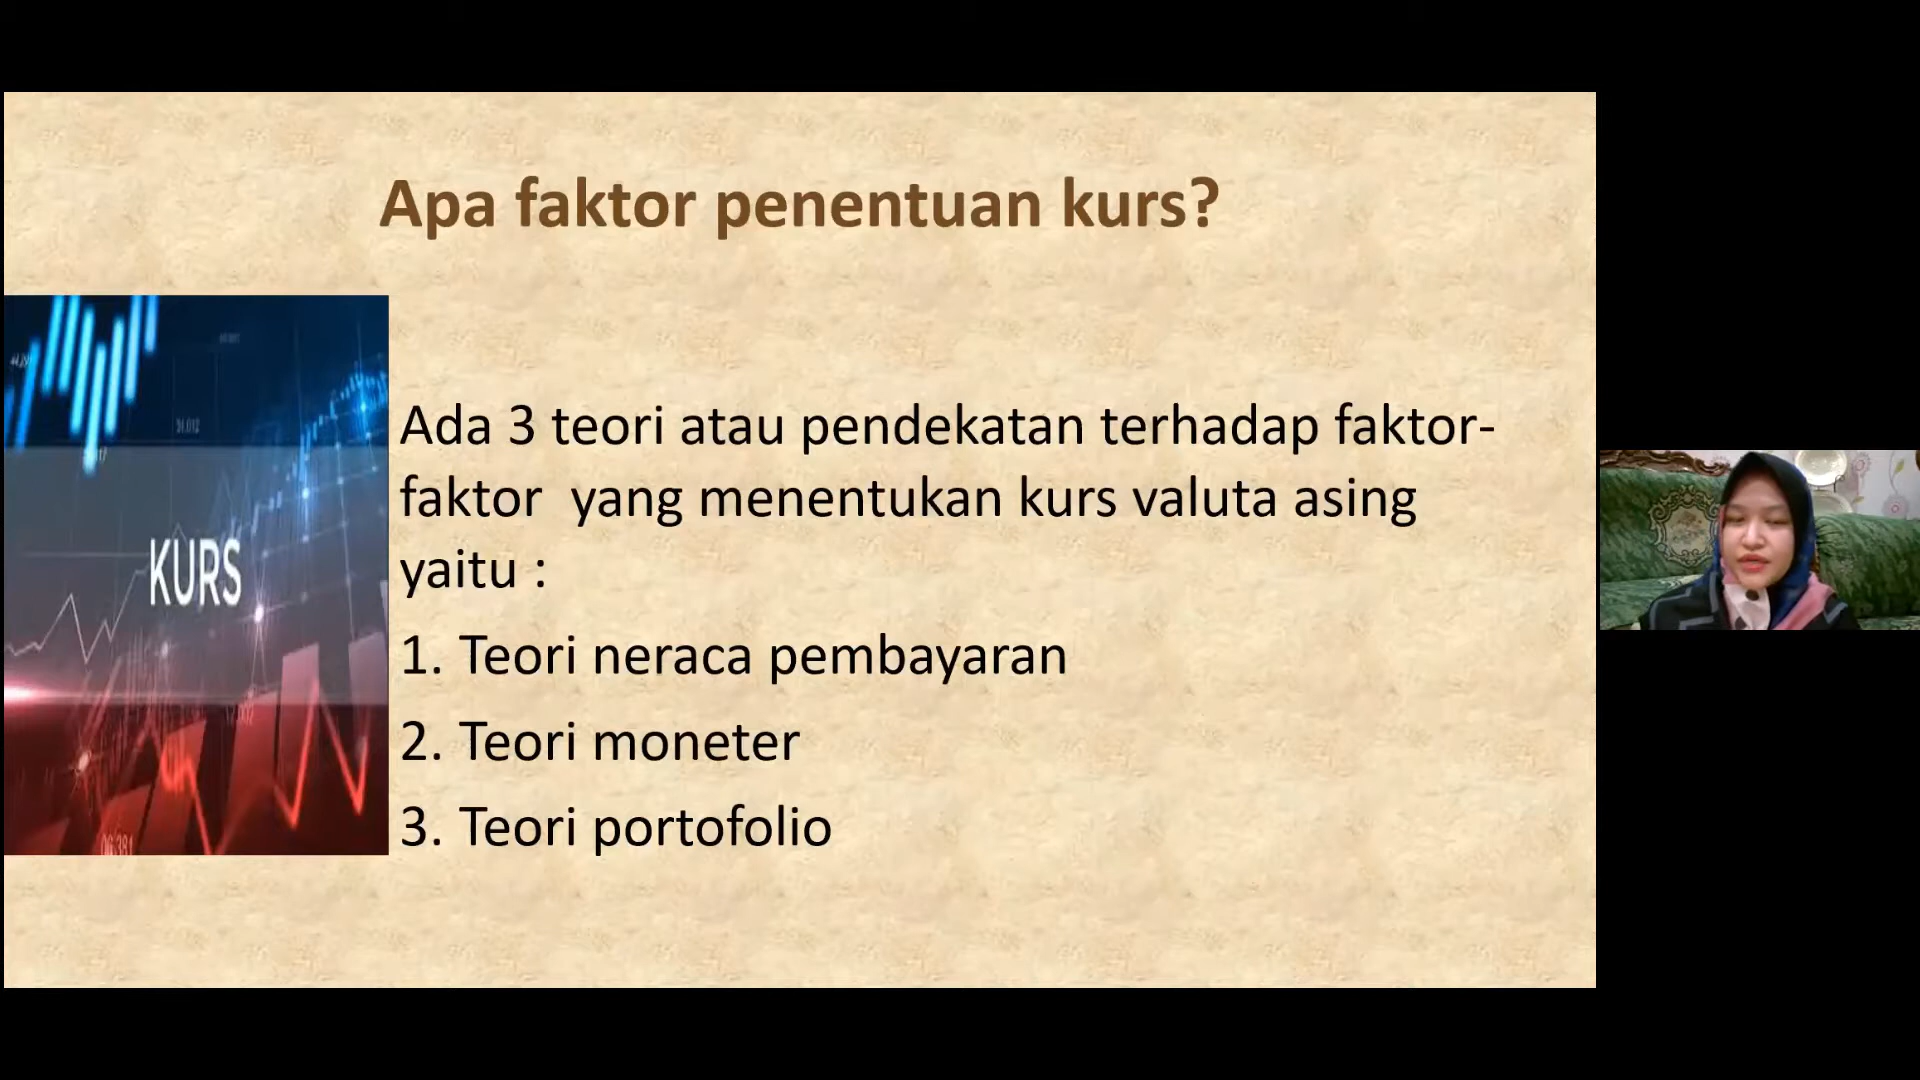 Apa faktor penentuan kurs?
KURS
Ada 3 teori atau pendekatan terhadap faktor-
faktor yang menentukan kurs valuta asing
yaitu :
1. Teori neraca pembayaran
2. Teori moneter
3. Teori portofolio